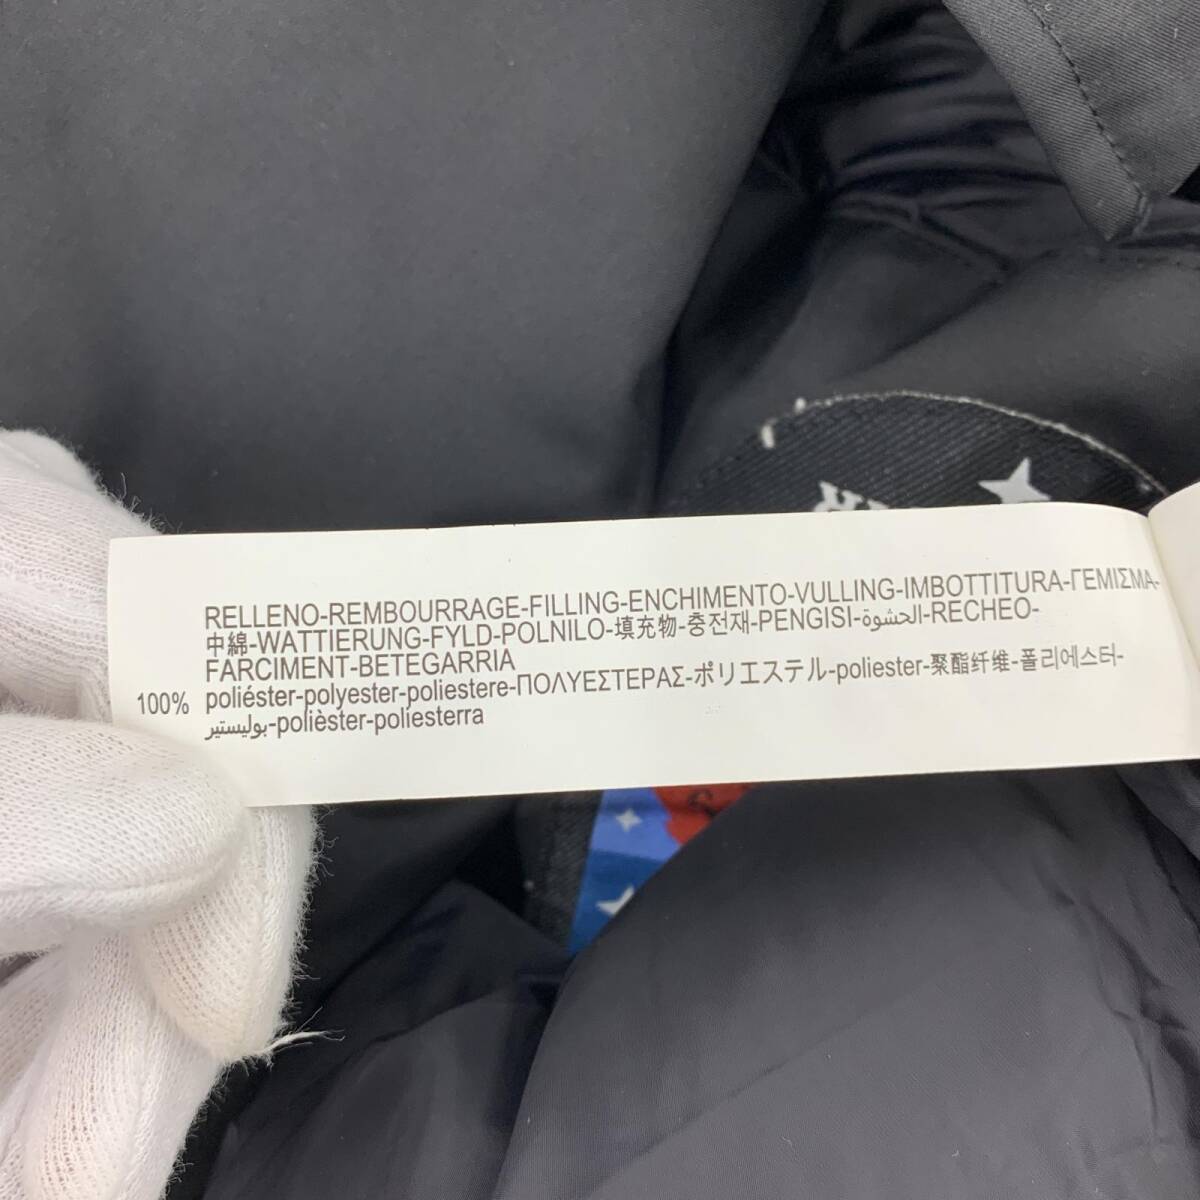 RELLENO-REMBOURRAGE-FILLING-ENCHIMENTO-VULLING-IMBOTTITURA-ΓΕΜΙΣΜΑ-
中綿-WATTIERUNG-FYLD-POLNILO-填充物-충전재-PENGISI-الحشوة-RECHEO-
FARCIMENT-BETEGARRIA
100% poliéster-polyester-poliestere-ΠΟΛΥΕΣΤΕΡΑΣ-ポリエステル-poliester-聚酯纤维-폴리에스터-
بوليستير-polièster-poliesterra